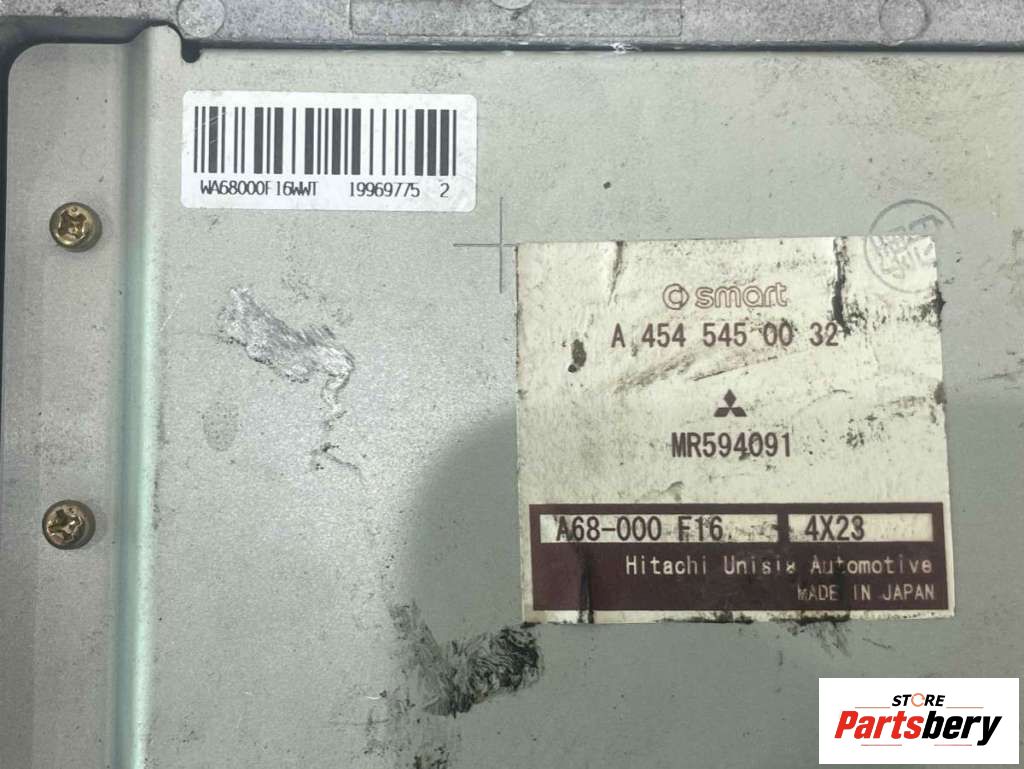 WA68000F16WWT 19969775 2
smart
A 454 545 00 32
MR594091
A68-000 F16 4X23
Hitachi Unisia Automotive
MADE IN JAPAN
STORE
Partsbery